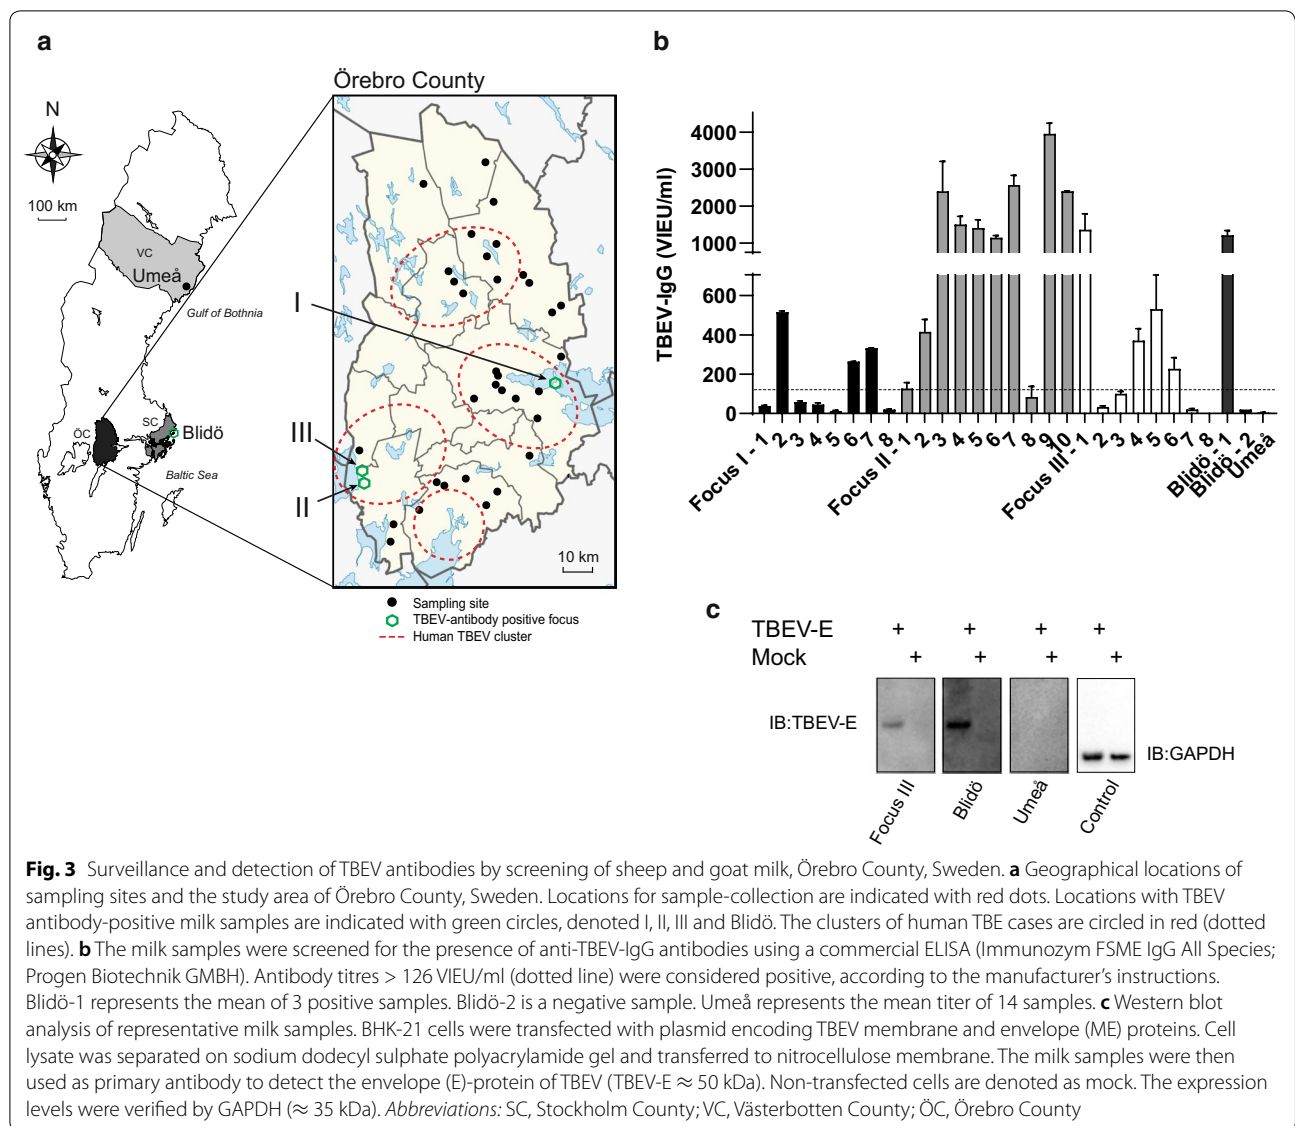 a
Örebro County
N
100 km
VC
Umeå
Gulf of Bothnia
SC
ÖC
Blidö
Baltic Sea
I
III
II
10 km
Sampling site
TBEV-antibody positive focus
Human TBEV cluster
b
TBEV-IgG (VIEU/ml)
4000
3000
2000
1000
600
400
200
0
Focus I - 1
2
3
4
5
6
7
8
Focus II - 1
2
3
4
5
6
7
8
9
10
Focus III - 1
2
3
4
5
6
7
8
Blidö - 1
Blidö - 2
Umeå
c
TBEV-E + + + +
Mock + + + +
IB:TBEV-E
IB:GAPDH
Focus III
Blidö
Umeå
Control
Fig. 3 Surveillance and detection of TBEV antibodies by screening of sheep and goat milk, Örebro County, Sweden. a Geographical locations of
sampling sites and the study area of Örebro County, Sweden. Locations for sample-collection are indicated with red dots. Locations with TBEV
antibody-positive milk samples are indicated with green circles, denoted I, II, III and Blidö. The clusters of human TBE cases are circled in red (dotted
lines). b The milk samples were screened for the presence of anti-TBEV-IgG antibodies using a commercial ELISA (Immunozym FSME IgG All Species;
Progen Biotechnik GMBH). Antibody titres > 126 VIEU/ml (dotted line) were considered positive, according to the manufacturer's instructions.
Blidö-1 represents the mean of 3 positive samples. Blidö-2 is a negative sample. Umeå represents the mean titer of 14 samples. c Western blot
analysis of representative milk samples. BHK-21 cells were transfected with plasmid encoding TBEV membrane and envelope (ME) proteins. Cell
lysate was separated on sodium dodecyl sulphate polyacrylamide gel and transferred to nitrocellulose membrane. The milk samples were then
used as primary antibody to detect the envelope (E)-protein of TBEV (TBEV-E ≈ 50 kDa). Non-transfected cells are denoted as mock. The expression
levels were verified by GAPDH (≈ 35 kDa). Abbreviations: SC, Stockholm County; VC, Västerbotten County; ÖC, Örebro County